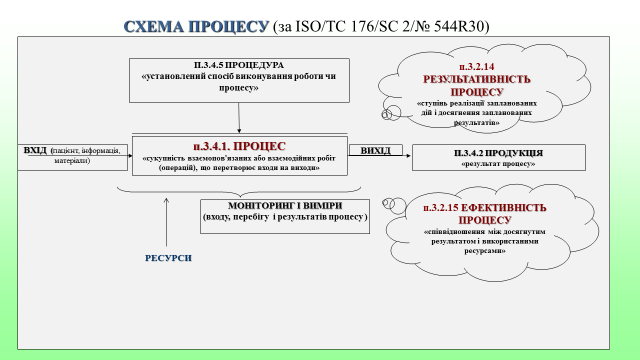 СХЕМА ПРОЦЕСУ (за ISO/TC 176/SC 2/№ 544R30)
П.3.4.5 ПРОЦЕДУРА
«установлений спосіб виконування роботи чи
процесу»
п.3.2.14
РЕЗУЛЬТАТИВНІСТЬ
ПРОЦЕСУ
«ступінь реалізації запланованих
дій і досягнення запланованих
результатів»
ВХІД (пацієнт, інформація,
матеріали)
п.3.4.1. ПРОЦЕС
«сукупність взаємопов'язаних або взаємодійних робіт
(операцій), що перетворює входи на виходи»
ВИХІД
П.3.4.2 ПРОДУКЦІЯ
«результат процесу»
МОНІТОРИНГ І ВИМІРИ
(входу, перебігу і результатів процесу)
п.3.2.15 ЕФЕКТИВНІСТЬ
ПРОЦЕСУ
«співвідношення між досягнутим
результатом і використаними
ресурсами»
РЕСУРСИ